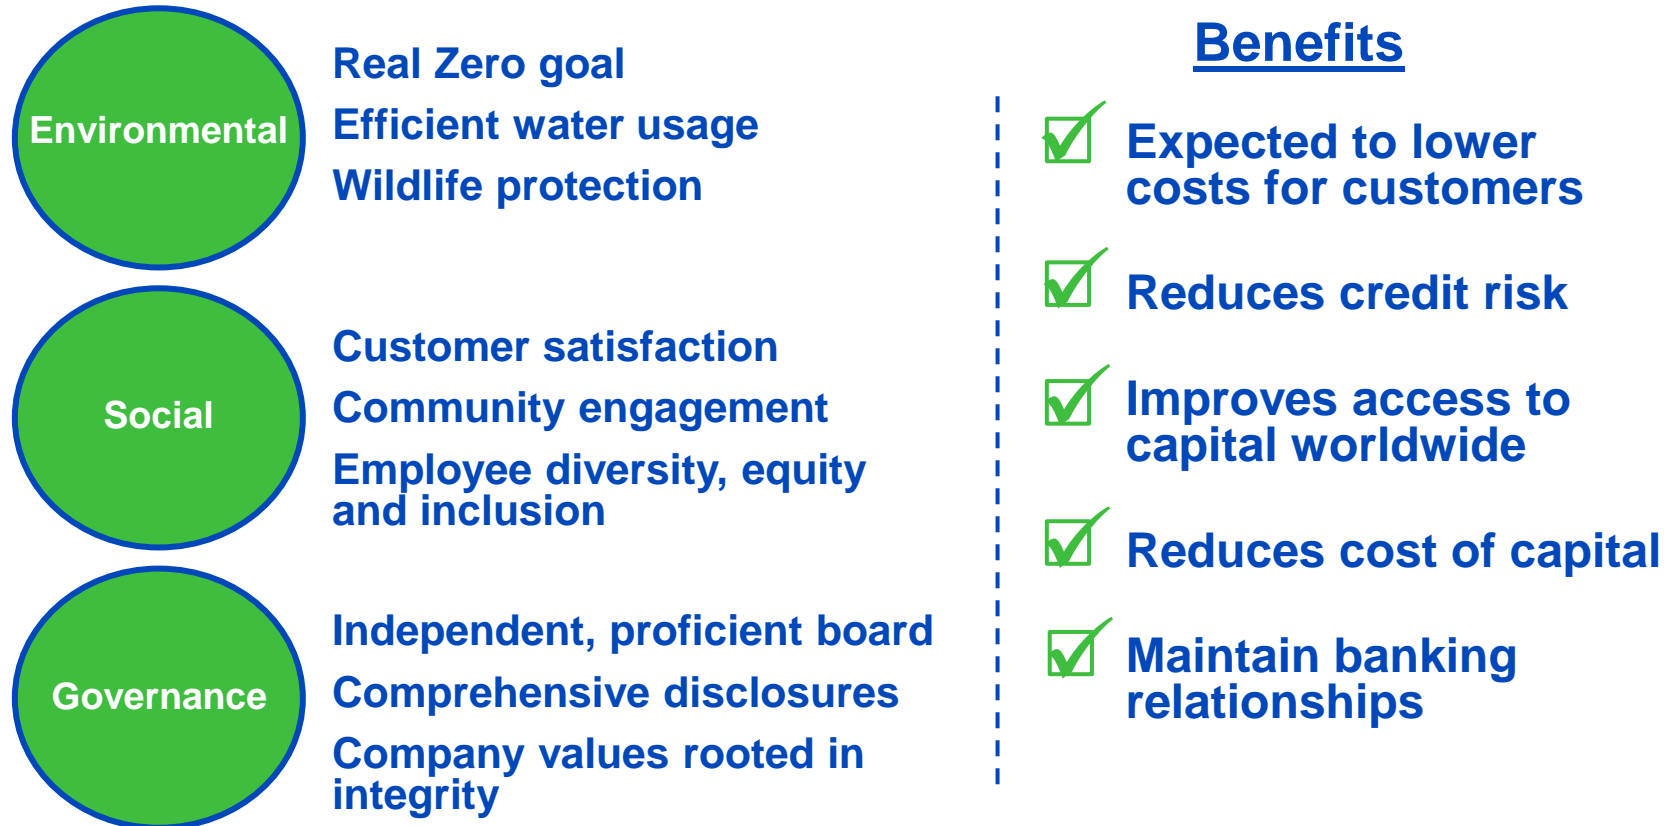 Environmental
Real Zero goal
Efficient water usage
Wildlife protection
Social
Customer satisfaction
Community engagement
Employee diversity, equity
and inclusion
Governance
Independent, proficient board
Comprehensive disclosures
Company values rooted in
integrity
Benefits
Expected to lower
costs for customers
Reduces credit risk
Improves access to
capital worldwide
Reduces cost of capital
Maintain banking
relationships